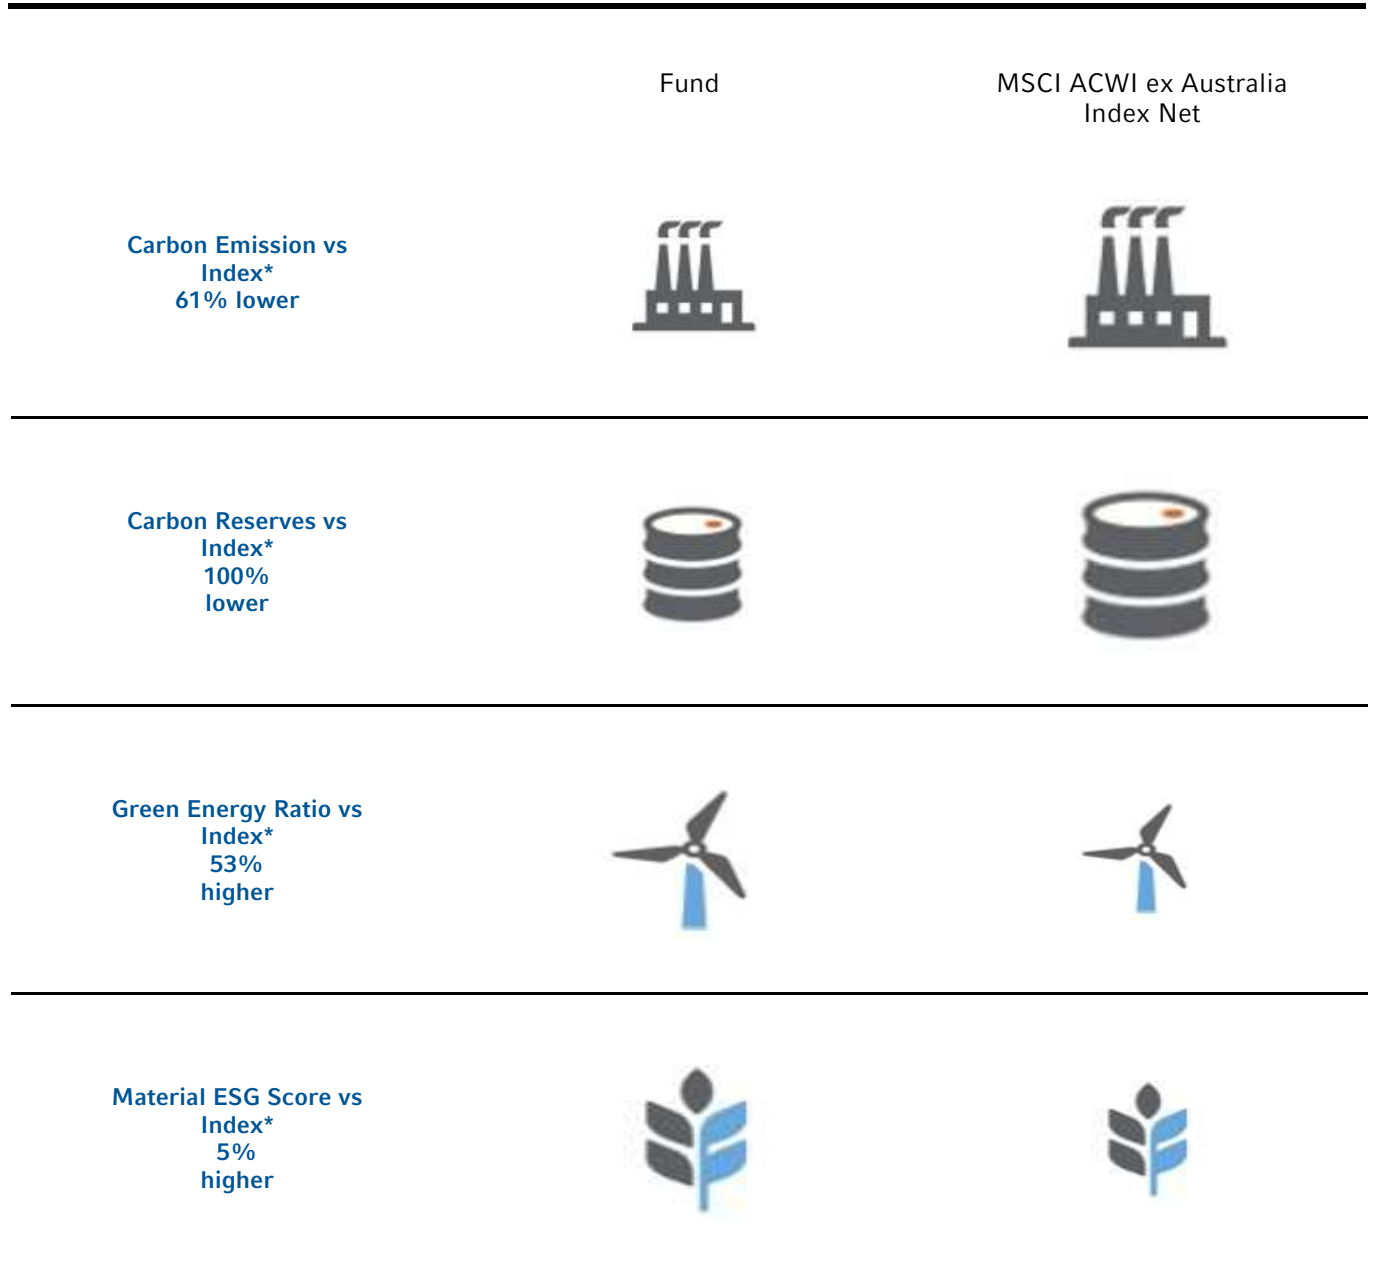 Fund
MSCI ACWI ex Australia
Index Net
Carbon Emission vs
Index*
61% lower
Carbon Reserves vs
Index*
100%
lower
Green Energy Ratio vs
Index*
53%
higher
Material ESG Score vs
Index*
5%
higher